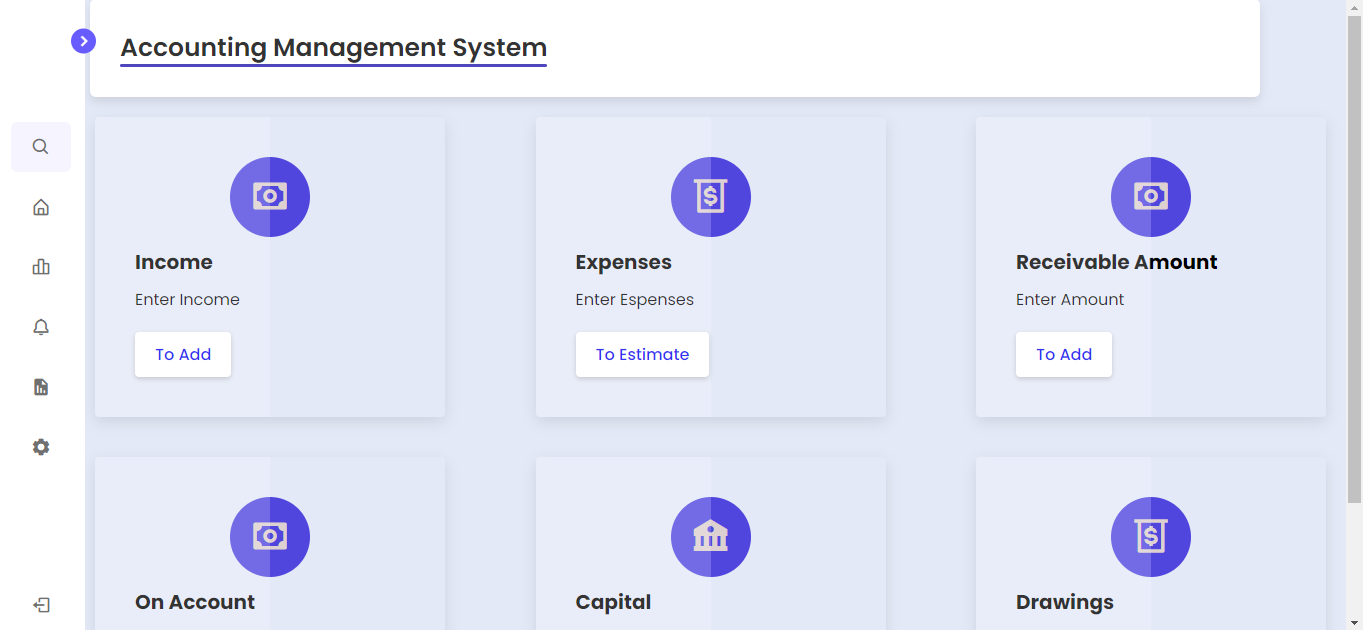 Accounting Management System
Income
Enter Income
To Add
Expenses
Enter Espenses
To Estimate
Receivable Amount
Enter Amount
To Add
On Account
Capital
Drawings